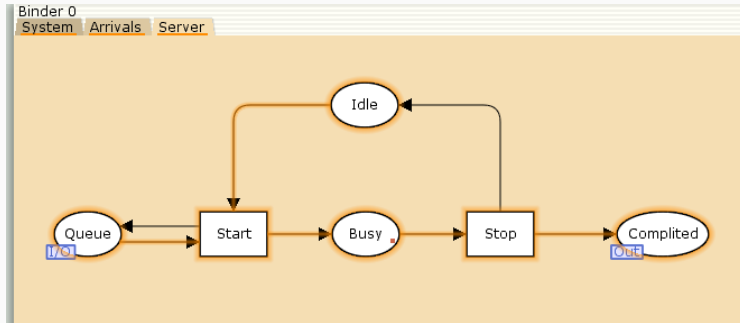 Binder 0
System Arrivals Server
Idle
Queue Start Busy Stop Complited
I/O Out